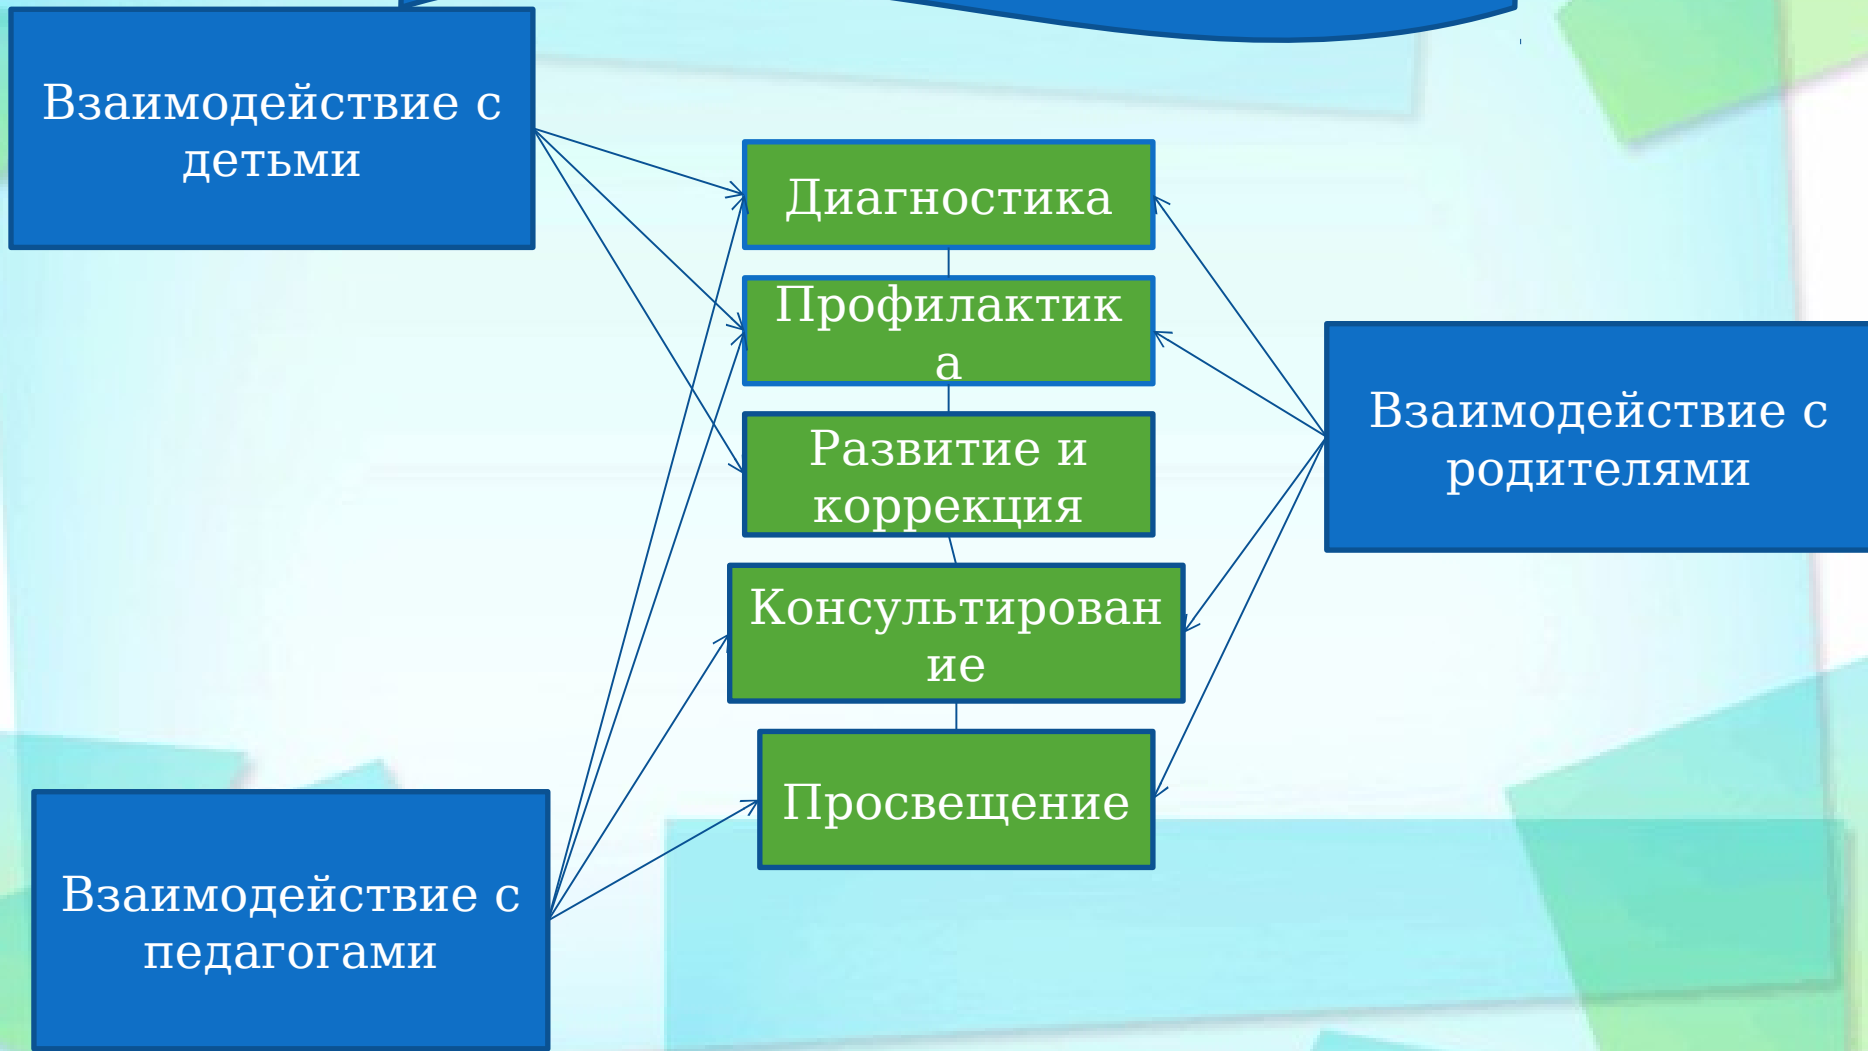 Взаимодействие с
детьми
Диагностика
Профилактик
а
Развитие и
коррекция
Консультирован
ие
Просвещение
Взаимодействие с
родителями
Взаимодействие с
педагогами